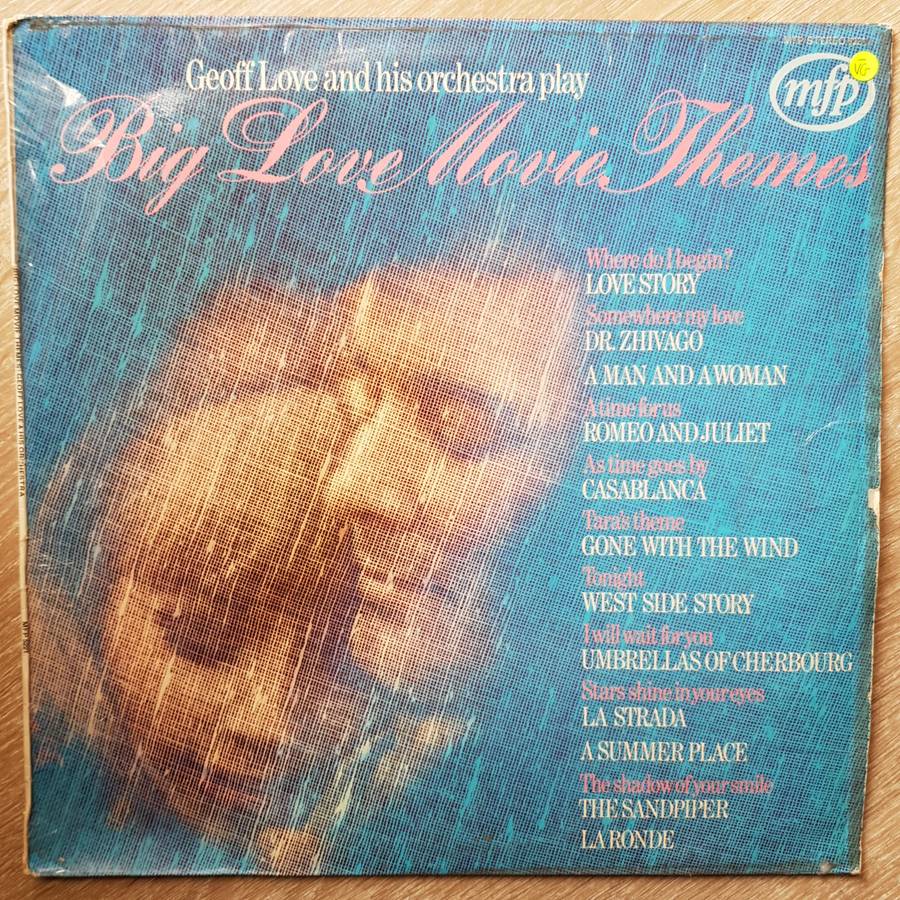 MFP STEREO
mfp
VG
Geoff Love and his orchestra play
Big Love Movie Themes
Where do I begin?
LOVE STORY
Somewhere my love
DR. ZHIVAGO
A MAN AND A WOMAN
A time for us
ROMEO AND JULIET
As time goes by
CASABLANCA
Tara's theme
GONE WITH THE WIND
Tonight
WEST SIDE STORY
I will wait for you
UMBRELLAS OF CHERBOURG
Stars shine in your eyes
LA STRADA
A SUMMER PLACE
The shadow of your smile
THE SANDPIPER
LA RONDE